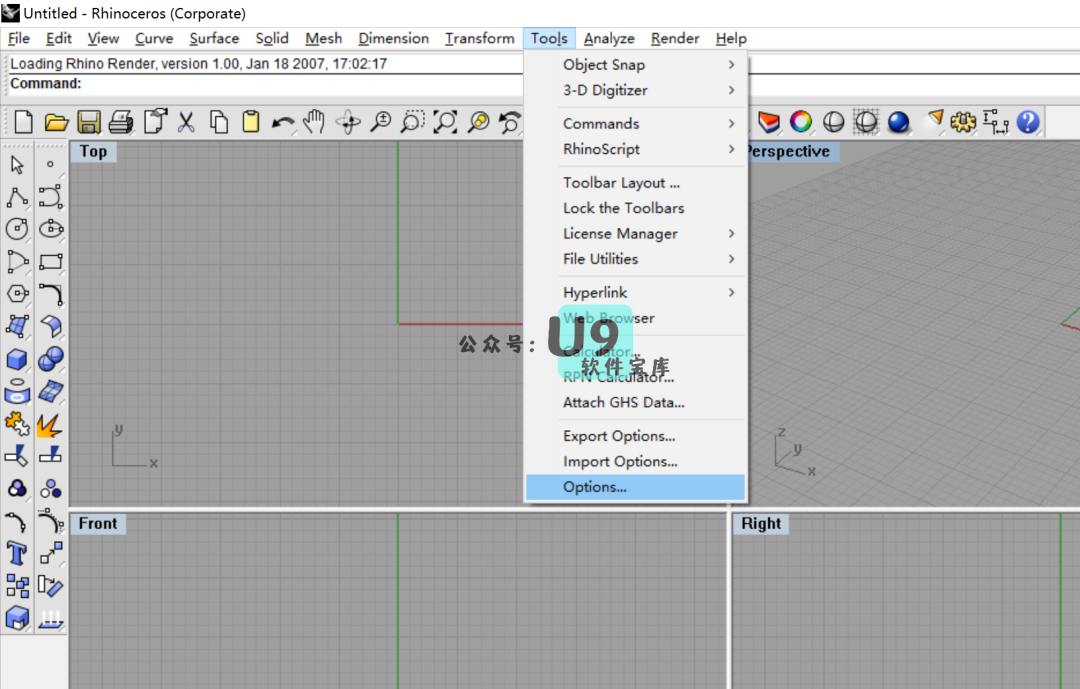 Untitled - Rhinoceros (Corporate)
File Edit View Curve Surface Solid Mesh Dimension Transform Tools Analyze Render Help
Loading Rhino Render, version 1.00, Jan 18 2007, 17:02:17
Command:
Object Snap
3-D Digitizer
Commands
RhinoScript
Toolbar Layout ...
Lock the Toolbars
License Manager
File Utilities
Hyperlink
Web Browser
Calculator...
RPN Calculator...
Attach GHS Data...
Export Options...
Import Options...
Options...
Top
Perspective
公众号：U9
软件宝库
y
x
z
y
x
Front
Right